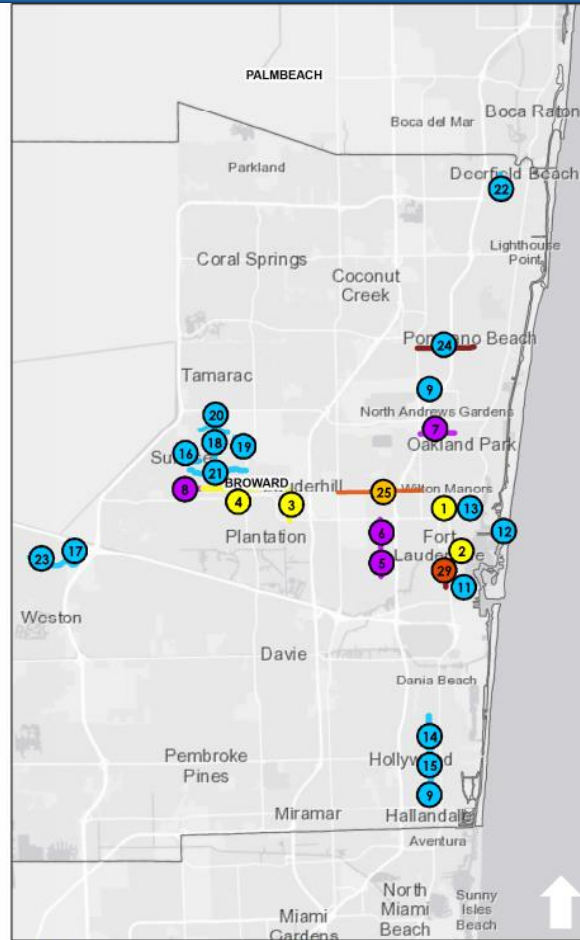 PALMBEACH
Boca Raton
Boca del Mar
Parkland
Deerfield Beach
22
Lighthouse
Point
Coral Springs
Coconut
Creek
24
Tamarac
9
20
North Andrews Gardens
7
Oakland Park
18
19
16
21
BROWARD
8
25
Wilton Manors
4
3
1
13
Plantation
6
12
Fort
2
23
17
5
29
11
Weston
Davie
Dania Beach
14
Pembroke
Pines
15
9
Miramar
Hallandale
Aventura
North
Miami
Beach
Sunny
Isles
Beach
Miami
Gardens